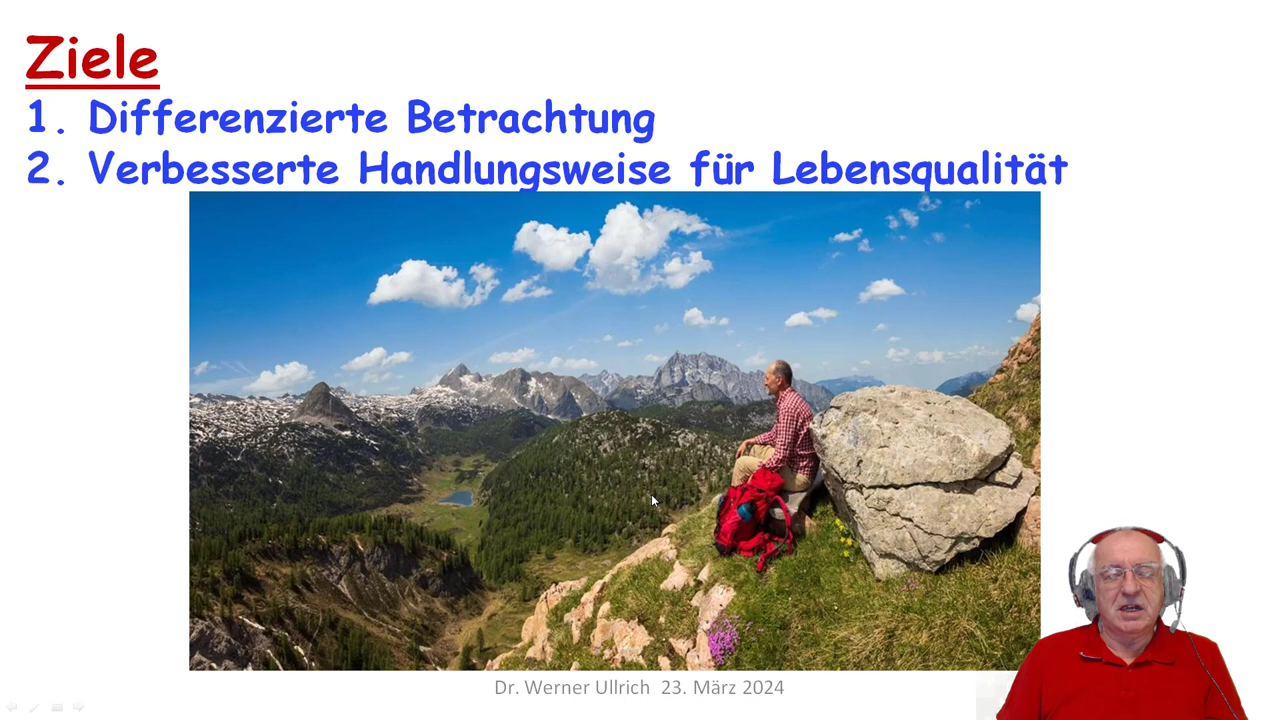 Ziele
1. Differenzierte Betrachtung
2. Verbesserte Handlungsweise für Lebensqualität
Dr. Werner Ullrich 23. März 2024